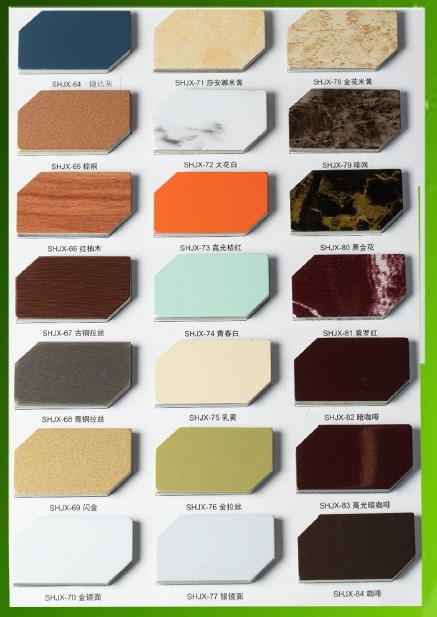 SHJX-64 捷达灰
SHJX-71 莎安娜米黄
SHJX-78 金花米黄
SHJX-65 棕铜
SHJX-72 大花白
SHJX-79 啡网
SHJX-66 红柚木
SHJX-73 高光桔红
SHJX-80 黑金花
SHJX-67 古铜拉丝
SHJX-74 青春白
SHJX-81 紫罗红
SHJX-68 青铜拉丝
SHJX-75 乳黄
SHJX-82 暗咖啡
SHJX-69 闪金
SHJX-76 金拉丝
SHJX-83 高光暗咖啡
SHJX-70 金镜面
SHJX-77 银镜面
SHJX-84 咖啡